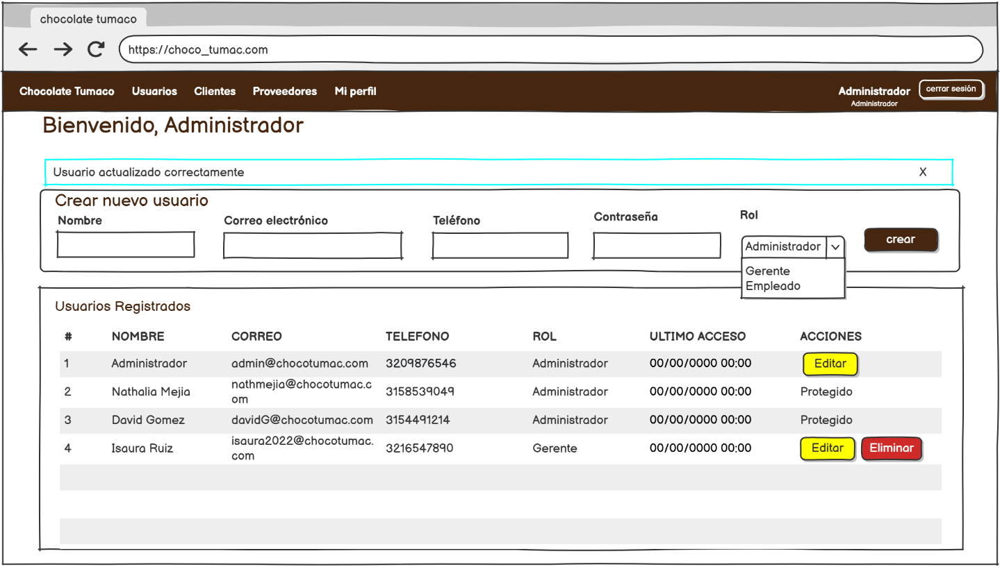 chocolate tumaco
https://choco_tumac.com
Chocolate Tumaco Usuarios Clientes Proveedores Mi perfil Administrador cerrar sesión
Administrador
Bienvenido, Administrador
Usuario actualizado correctamente X
Crear nuevo usuario
Nombre Correo electrónico Teléfono Contraseña Rol
Administrador crear
Gerente
Empleado
Usuarios Registrados
# NOMBRE CORREO TELEFONO ROL ULTIMO ACCESO ACCIONES
1 Administrador admin@chocotumac.com 3209876546 Administrador 00/00/0000 00:00 Editar
2 Nathalia Mejia nathmejia@chocotumac.c 3158539049 Administrador 00/00/0000 00:00 Protegido
om
3 David Gomez davidG@chocotumac.com 3154491214 Administrador 00/00/0000 00:00 Protegido
4 Isaura Ruiz isaura2022@chocotumac. 3216547890 Gerente 00/00/0000 00:00 Editar Eliminar
com